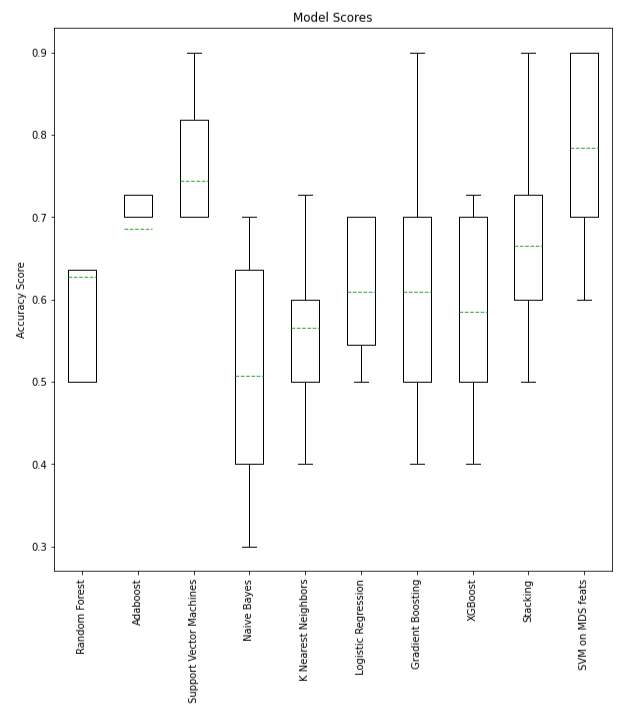 Model Scores
Accuracy Score
0.9
0.8
0.7
0.6
0.5
0.4
0.3
Random Forest
Adaboost
Support Vector Machines
Naive Bayes
K Nearest Neighbors
Logistic Regression
Gradient Boosting
XGBoost
Stacking
SVM on MDS feats